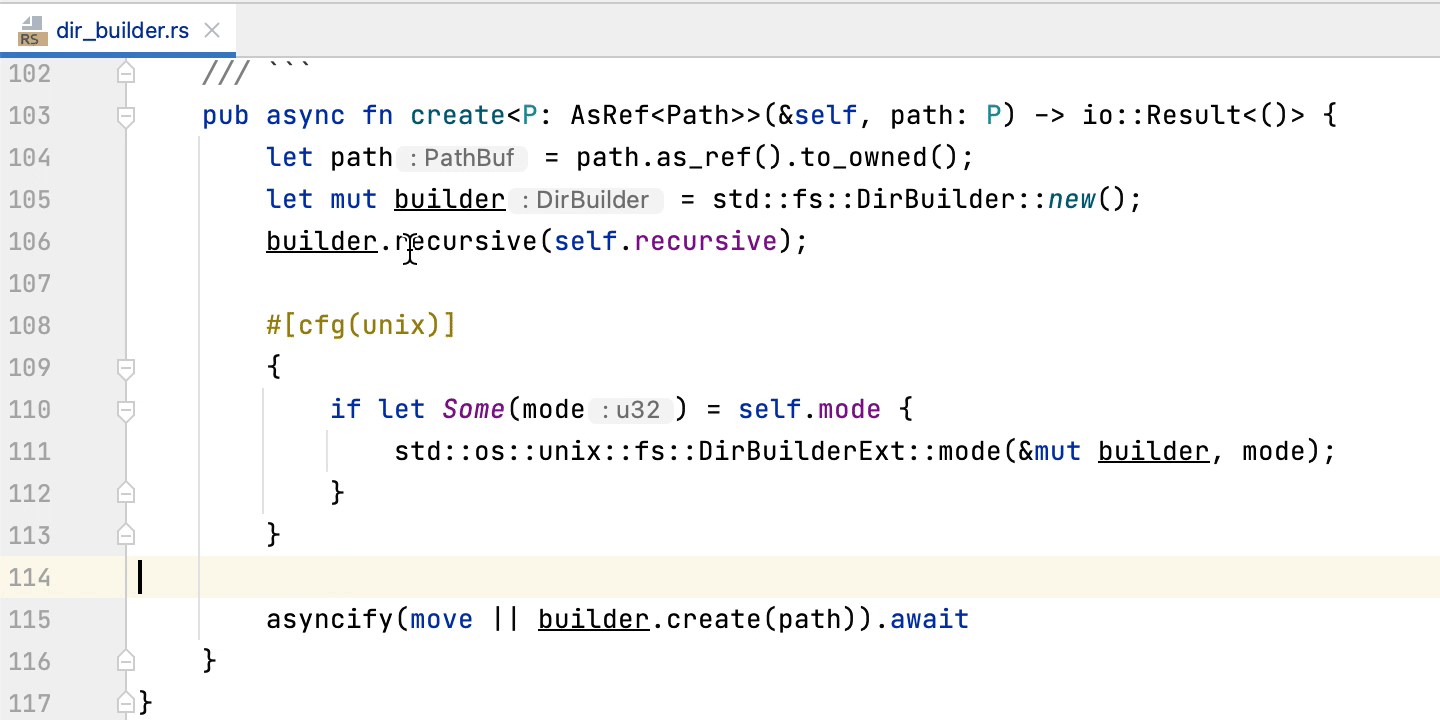 RS dir_builder.rs
102 /// ```
103 pub async fn create<P: AsRef<Path>>(&self, path: P) -> io::Result<()> {
104 let path : PathBuf = path.as_ref().to_owned();
105 let mut builder : DirBuilder = std::fs::DirBuilder::new();
106 builder.recursive(self.recursive);
107
108 #[cfg(unix)]
109 {
110 if let Some(mode : u32 ) = self.mode {
111 std::os::unix::fs::DirBuilderExt::mode(&mut builder, mode);
112 }
113 }
114
115 asyncify(move || builder.create(path)).await
116 }
117 }